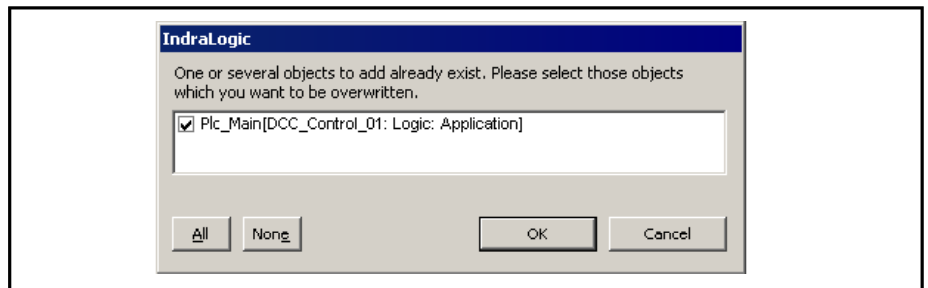 IndraLogic
One or several objects to add already exist. Please select those objects
which you want to be overwritten.
Plc_Main[DCC_Control_01: Logic: Application]
All
None
OK
Cancel